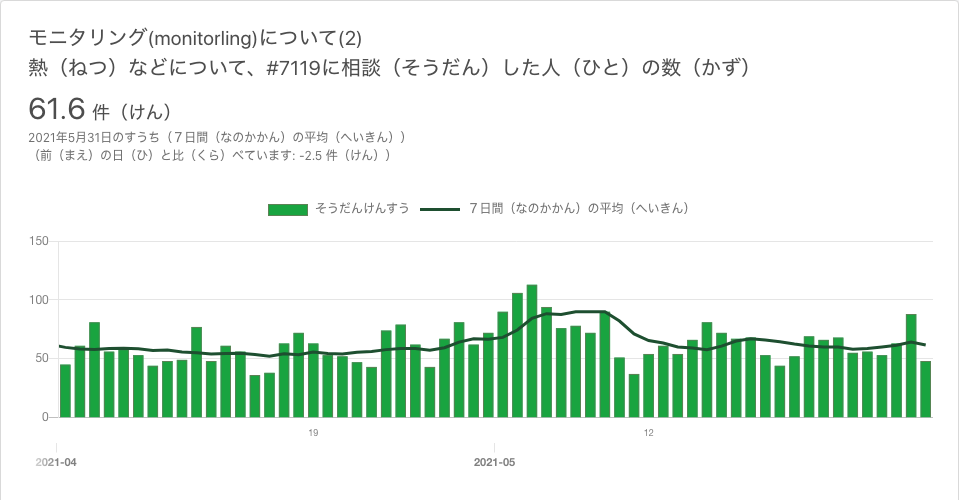 モニタリング(monitorling)について(2)
熱（ねつ）などについて、#7119に相談（そうだん）した人（ひと）の数（かず）
61.6 件（けん）
2021年5月31日のすうち（７日間（なのかかん）の平均（へいきん））
（前（まえ）の日（ひ）と比（くら）べています: -2.5 件（けん））
そうだんけんすう ７日間（なのかかん）の平均（へいきん）
150
100
50
0
19 12
2021-04 2021-05